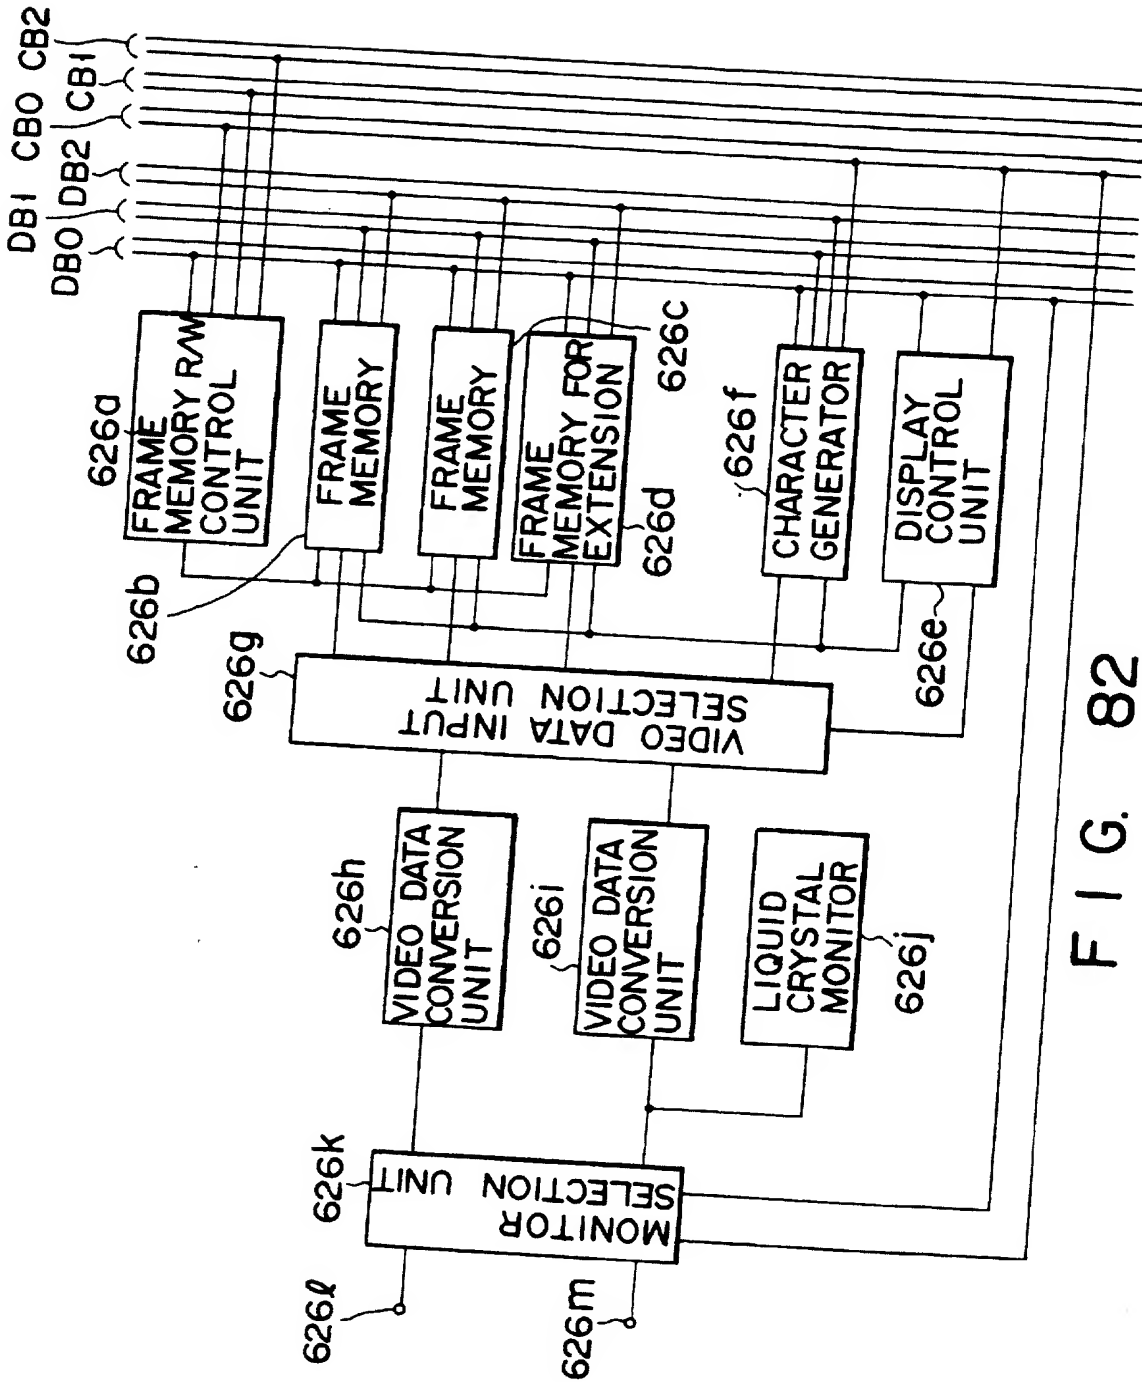 DB0
DB1
DB2
CB0
CB1
CB2
626a
FRAME
MEMORY R/W
CONTROL
UNIT
626b
FRAME
MEMORY
FRAME
MEMORY
626c
FRAME
MEMORY FOR
EXTENSION
626d
626f
CHARACTER
GENERATOR
DISPLAY
CONTROL
UNIT
626e
626g
VIDEO DATA INPUT
SELECTION UNIT
626h
VIDEO DATA
CONVERSION
UNIT
626i
VIDEO DATA
CONVERSION
UNIT
LIQUID
CRYSTAL
MONITOR
626j
626k
MONITOR
SELECTION UNIT
626ℓ
626m
FIG. 82